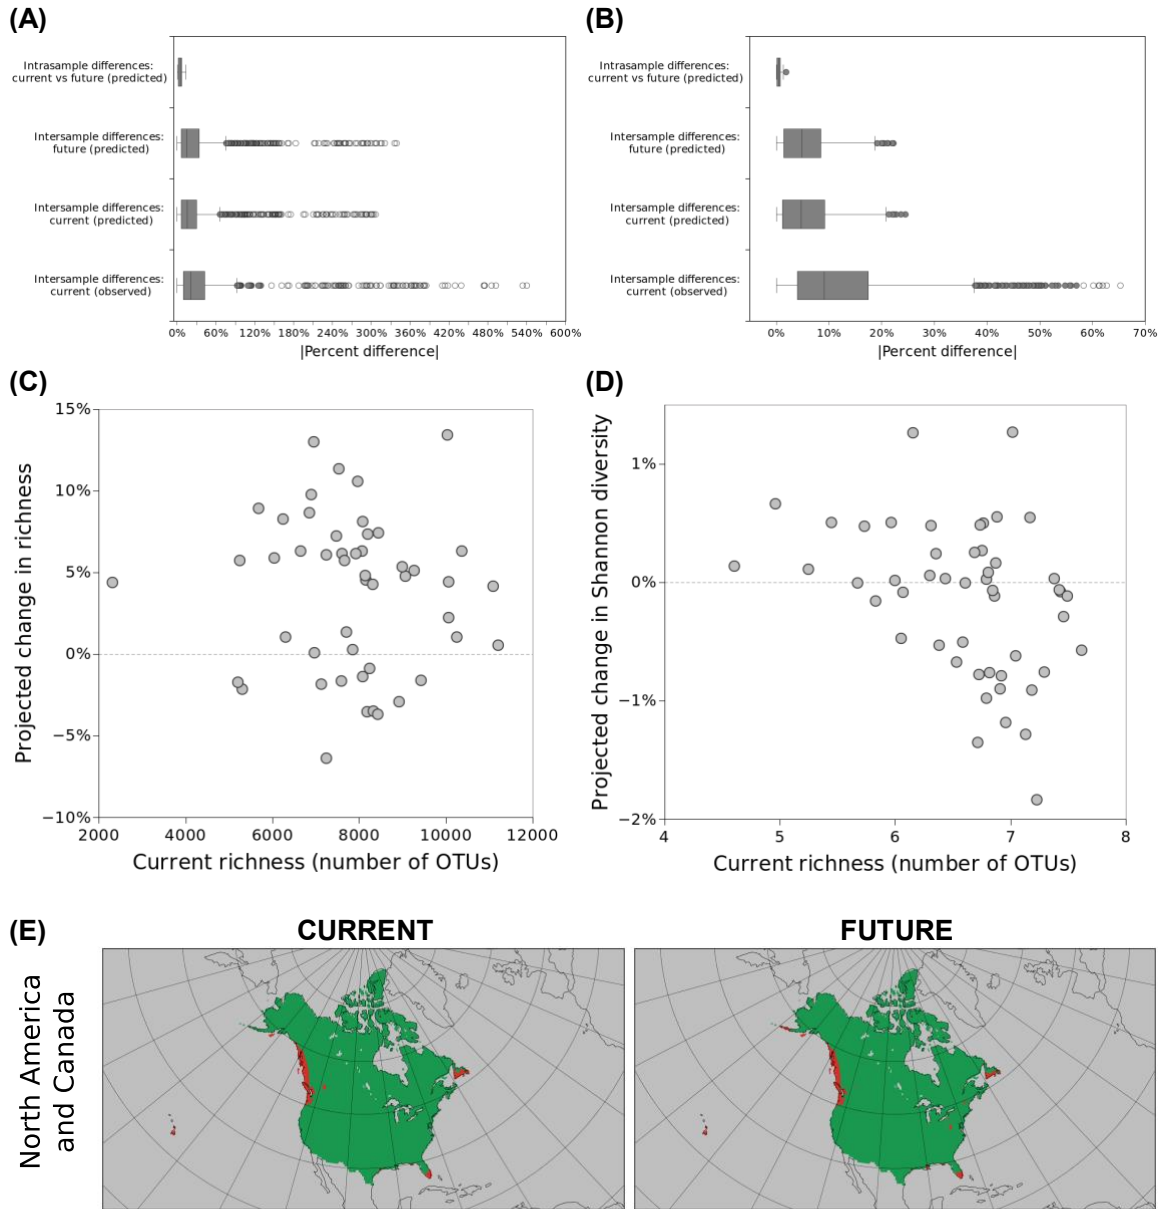 (A)
Intrasample differences:
current vs future (predicted)
Intersample differences:
future (predicted)
Intersample differences:
current (predicted)
Intersample differences:
current (observed)
0% 60% 120% 180% 240% 300% 360% 420% 480% 540% 600%
|Percent difference|
(B)
Intrasample differences:
current vs future (predicted)
Intersample differences:
future (predicted)
Intersample differences:
current (predicted)
Intersample differences:
current (observed)
0% 10% 20% 30% 40% 50% 60% 70%
|Percent difference|
(C)
Projected change in richness
15%
10%
5%
0%
−5%
−10%
2000 4000 6000 8000 10000 12000
Current richness (number of OTUs)
(D)
Projected change in Shannon diversity
1%
0%
−1%
−2%
4 5 6 7 8
Current richness (number of OTUs)
(E)
CURRENT FUTURE
North America
and Canada